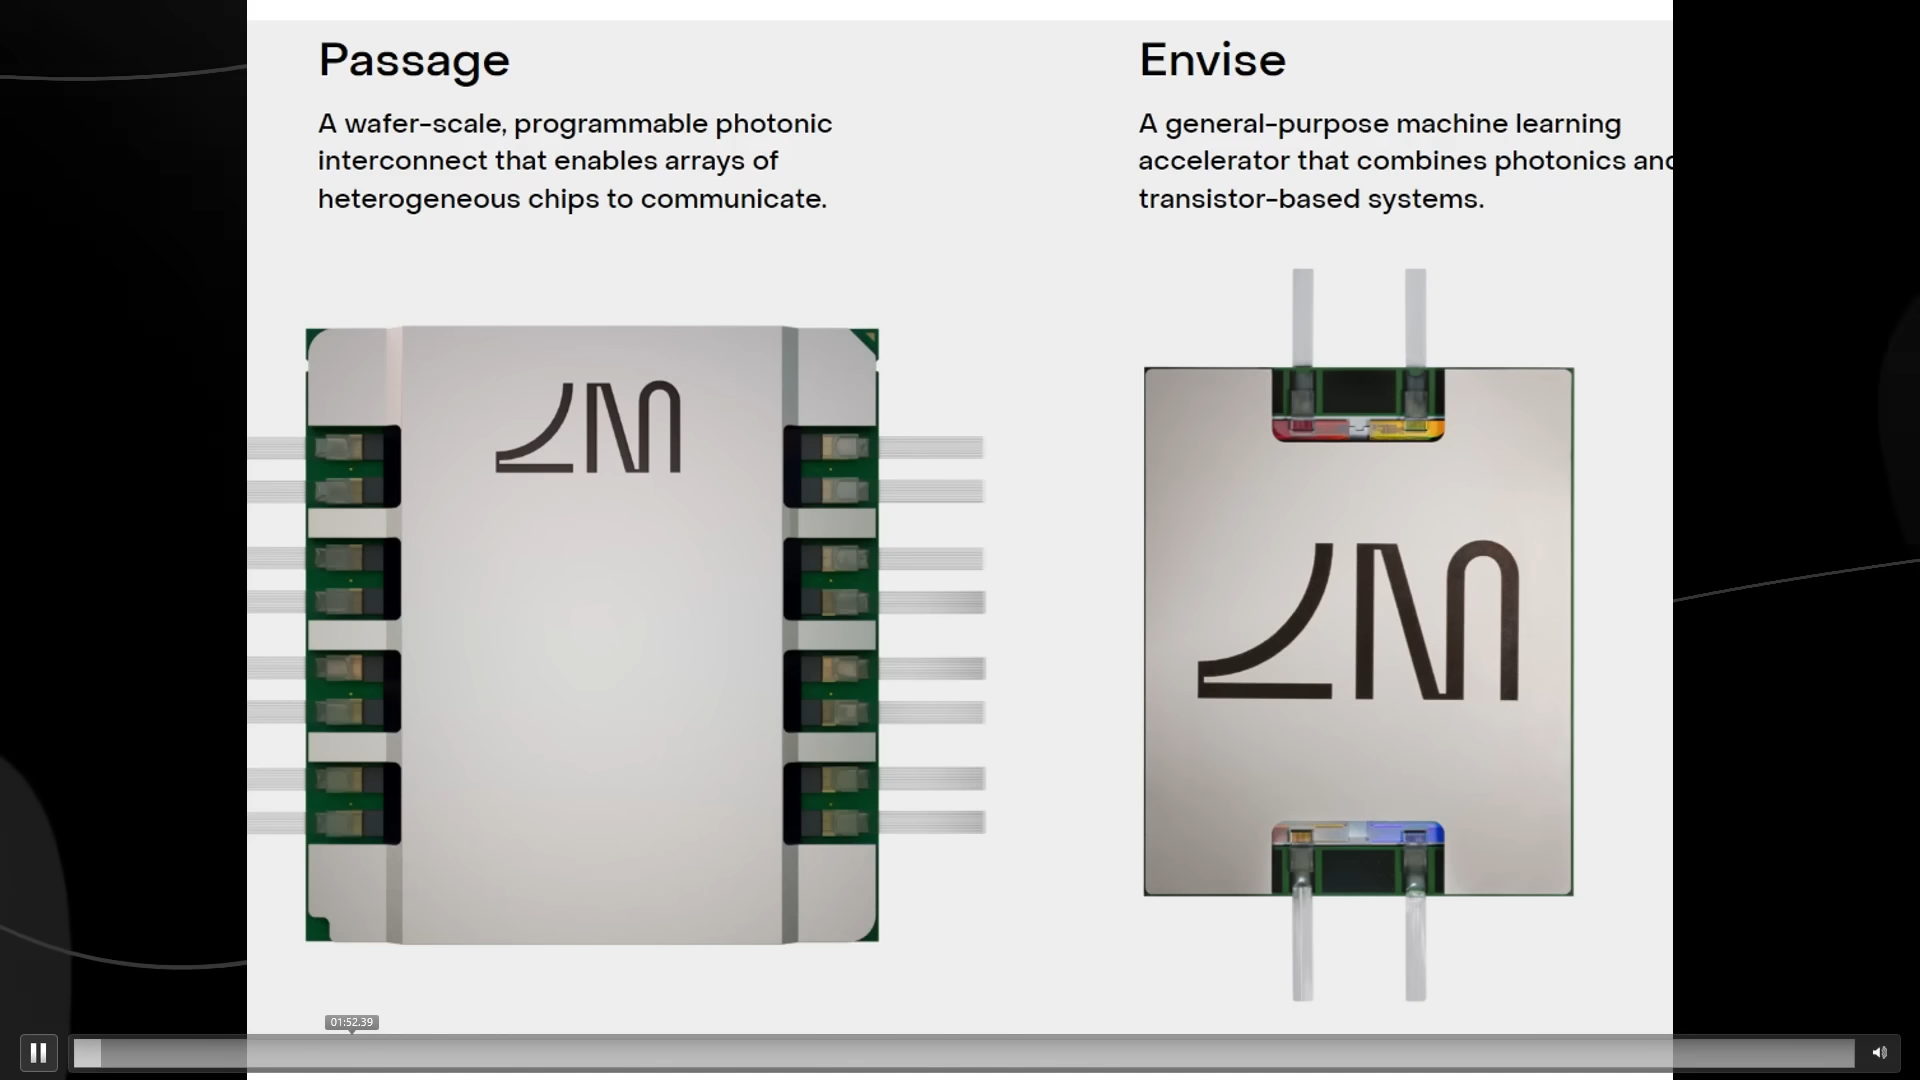 Passage
A wafer-scale, programmable photonic
interconnect that enables arrays of
heterogeneous chips to communicate.
Envise
A general-purpose machine learning
accelerator that combines photonics and
transistor-based systems.
01:52.39